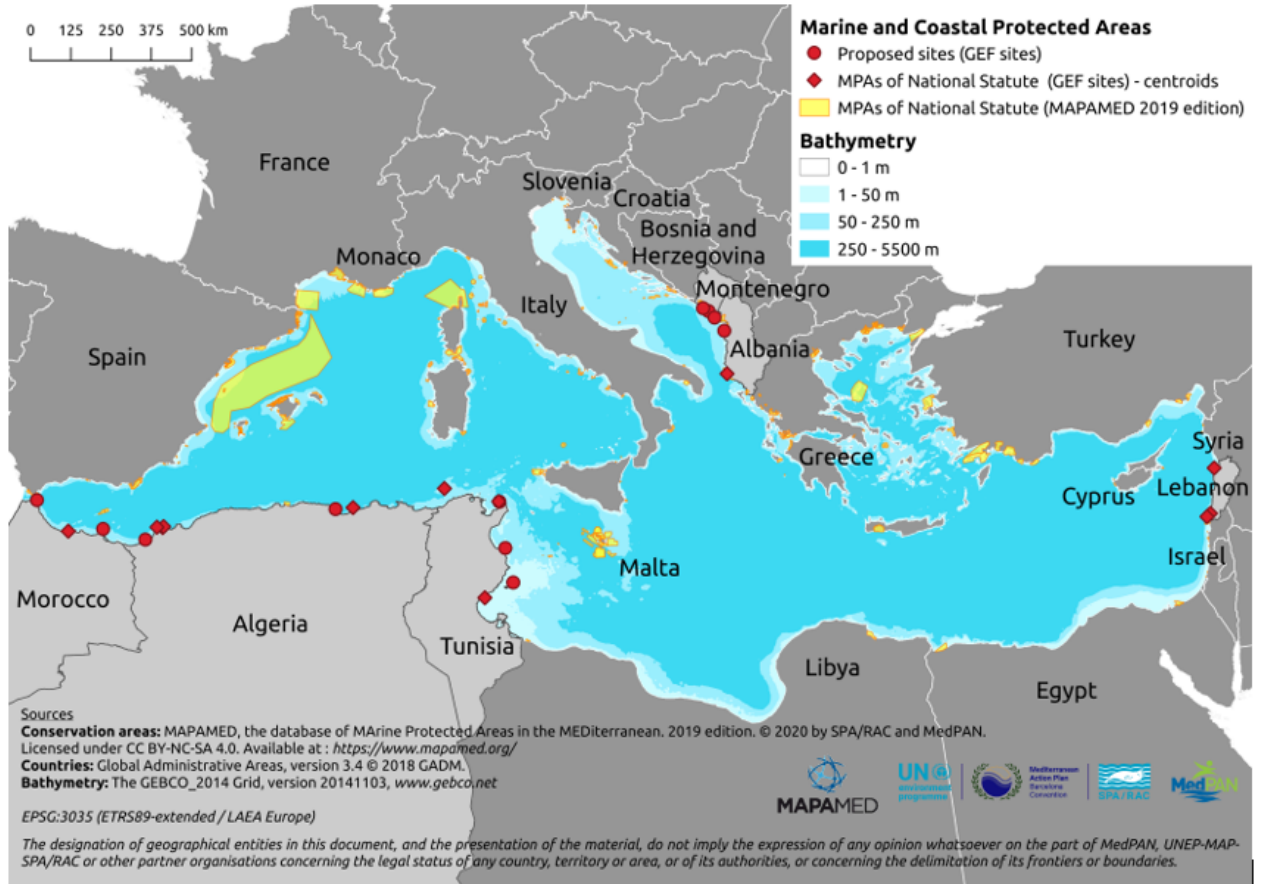 0 125 250 375 500 km
Marine and Coastal Protected Areas
Proposed sites (GEF sites)
MPAs of National Statute (GEF sites) - centroids
MPAs of National Statute (MAPAMED 2019 edition)
Bathymetry
0 - 1 m
1 - 50 m
50 - 250 m
250 - 5500 m
France
Slovenia
Croatia
Bosnia and
Herzegovina
Monaco
Montenegro
Italy
Spain
Albania
Turkey
Greece
Syria
Cyprus
Lebanon
Israel
Malta
Morocco
Algeria
Tunisia
Libya
Egypt
Sources
Conservation areas: MAPAMED, the database of MArine Protected Areas in the MEDiterranean. 2019 edition. © 2020 by SPA/RAC and MedPAN.
Licensed under CC BY-NC-SA 4.0. Available at : https://www.mapamed.org/
Countries: Global Administrative Areas, version 3.4 © 2018 GADM.
Bathymetry: The GEBCO_2014 Grid, version 20141103, www.gebco.net
EPSG:3035 (ETRS89-extended / LAEA Europe)
MAPAMED
UN
environment
programme
Mediterranean
Action Plan
Barcelona
Convention
SPA/RAC
MedPAN
The designation of geographical entities in this document, and the presentation of the material, do not imply the expression of any opinion whatsoever on the part of MedPAN, UNEP-MAP-
SPA/RAC or other partner organisations concerning the legal status of any country, territory or area, or of its authorities, or concerning the delimitation of its frontiers or boundaries.